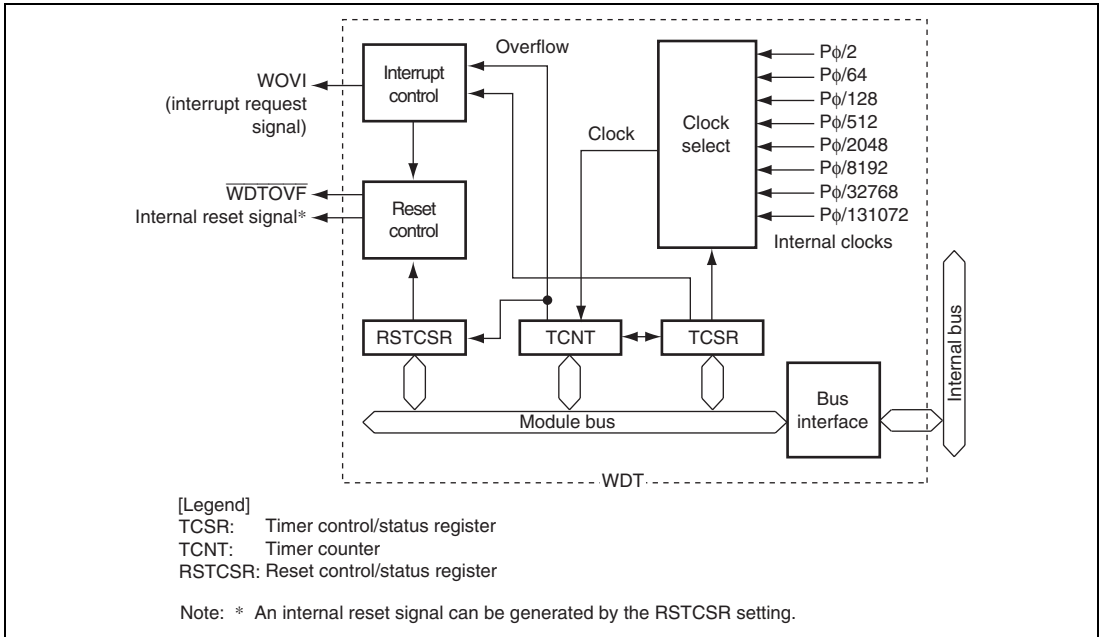 Overflow
Interrupt
control
WOVI
(interrupt request
signal)
Clock
Clock
select
Pϕ/2
Pϕ/64
Pϕ/128
Pϕ/512
Pϕ/2048
Pϕ/8192
Pϕ/32768
Pϕ/131072
Internal clocks
WDTOVF
Internal reset signal*
Reset
control
RSTCSR
TCNT
TCSR
Module bus
Bus
interface
Internal bus
WDT
[Legend]
TCSR: Timer control/status register
TCNT: Timer counter
RSTCSR: Reset control/status register
Note: * An internal reset signal can be generated by the RSTCSR setting.